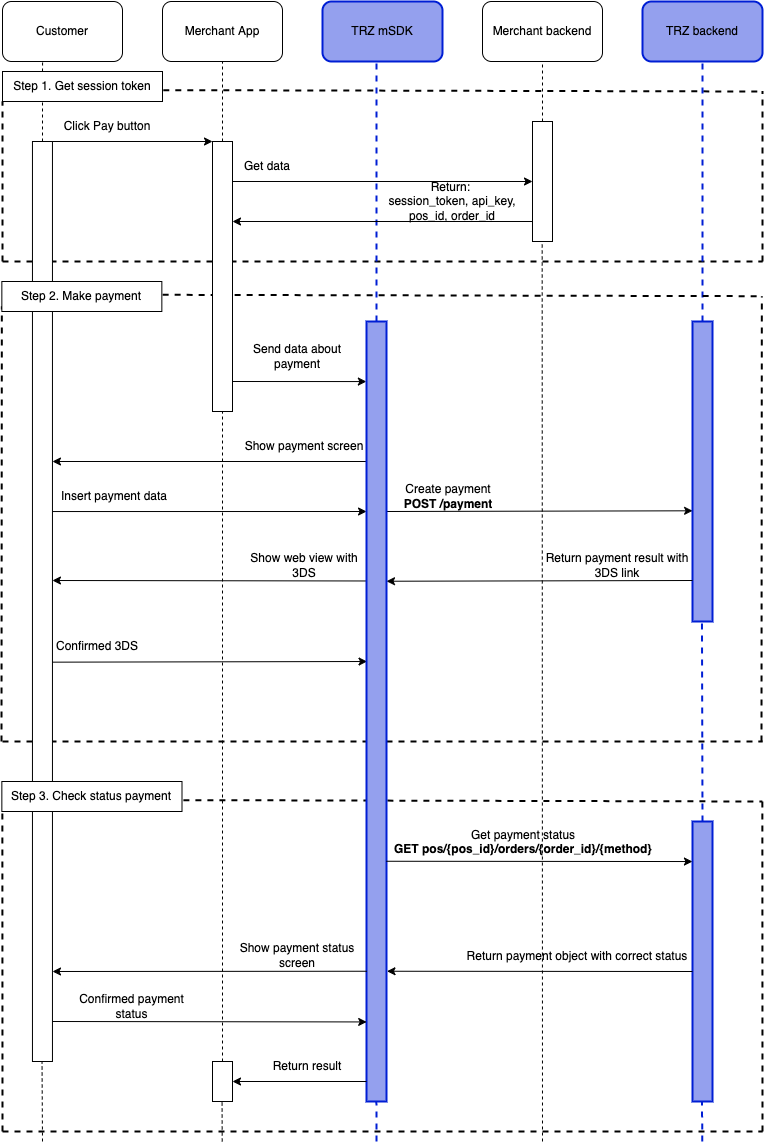 Customer
Merchant App
TRZ mSDK
Merchant backend
TRZ backend
Step 1. Get session token
Click Pay button
Get data
Return:
session_token, api_key,
pos_id, order_id
Step 2. Make payment
Send data about
payment
Show payment screen
Insert payment data
Create payment
POST /payment
Show web view with
3DS
Return payment result with
3DS link
Confirmed 3DS
Step 3. Check status payment
Get payment status
GET pos/{pos_id}/orders/{order_id}/{method}
Show payment status
screen
Return payment object with correct status
Confirmed payment
status
Return result